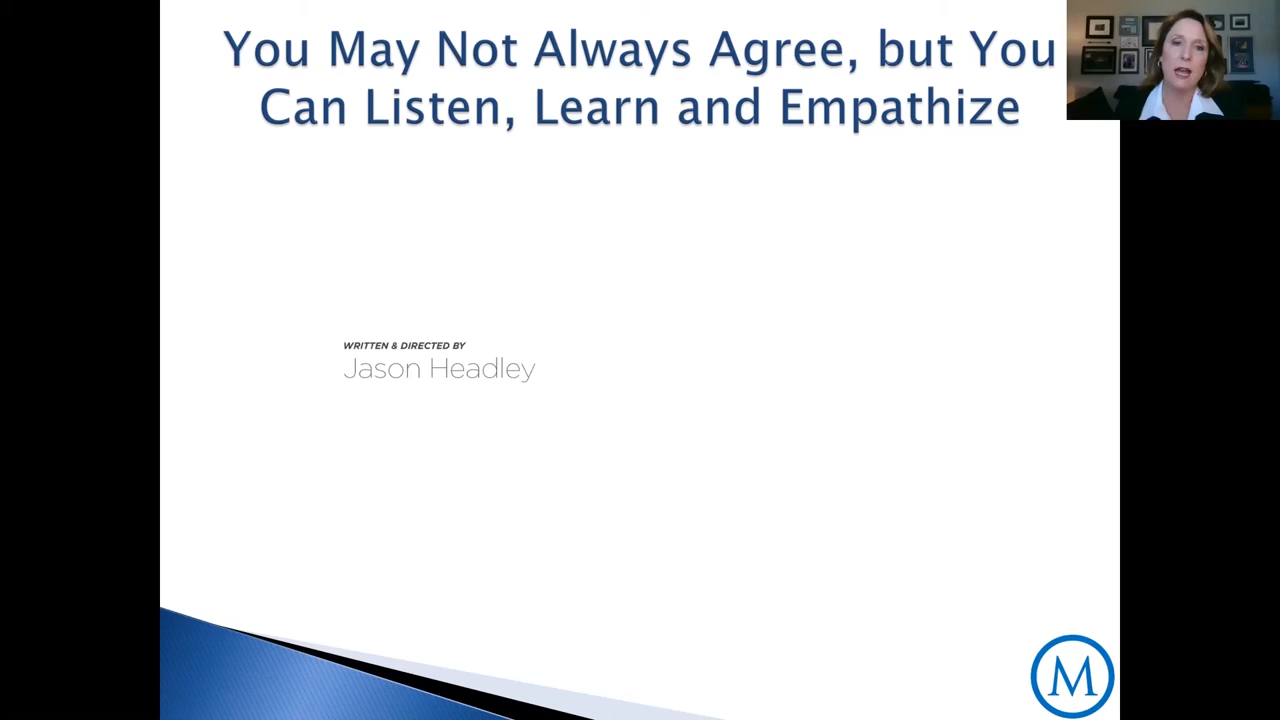 You May Not Always Agree, but You
Can Listen, Learn and Empathize
WRITTEN & DIRECTED BY
Jason Headley
M